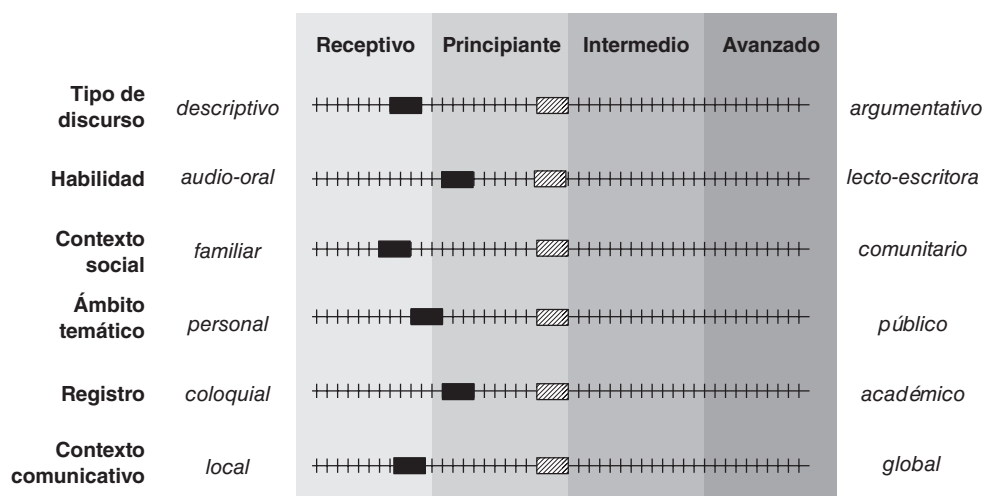 Receptivo Principiante Intermedio Avanzado
Tipo de
discurso descriptivo argumentativo
Habilidad audio-oral lecto-escritora
Contexto
social familiar comunitario
Ámbito
temático personal público
Registro coloquial académico
Contexto
comunicativo local global